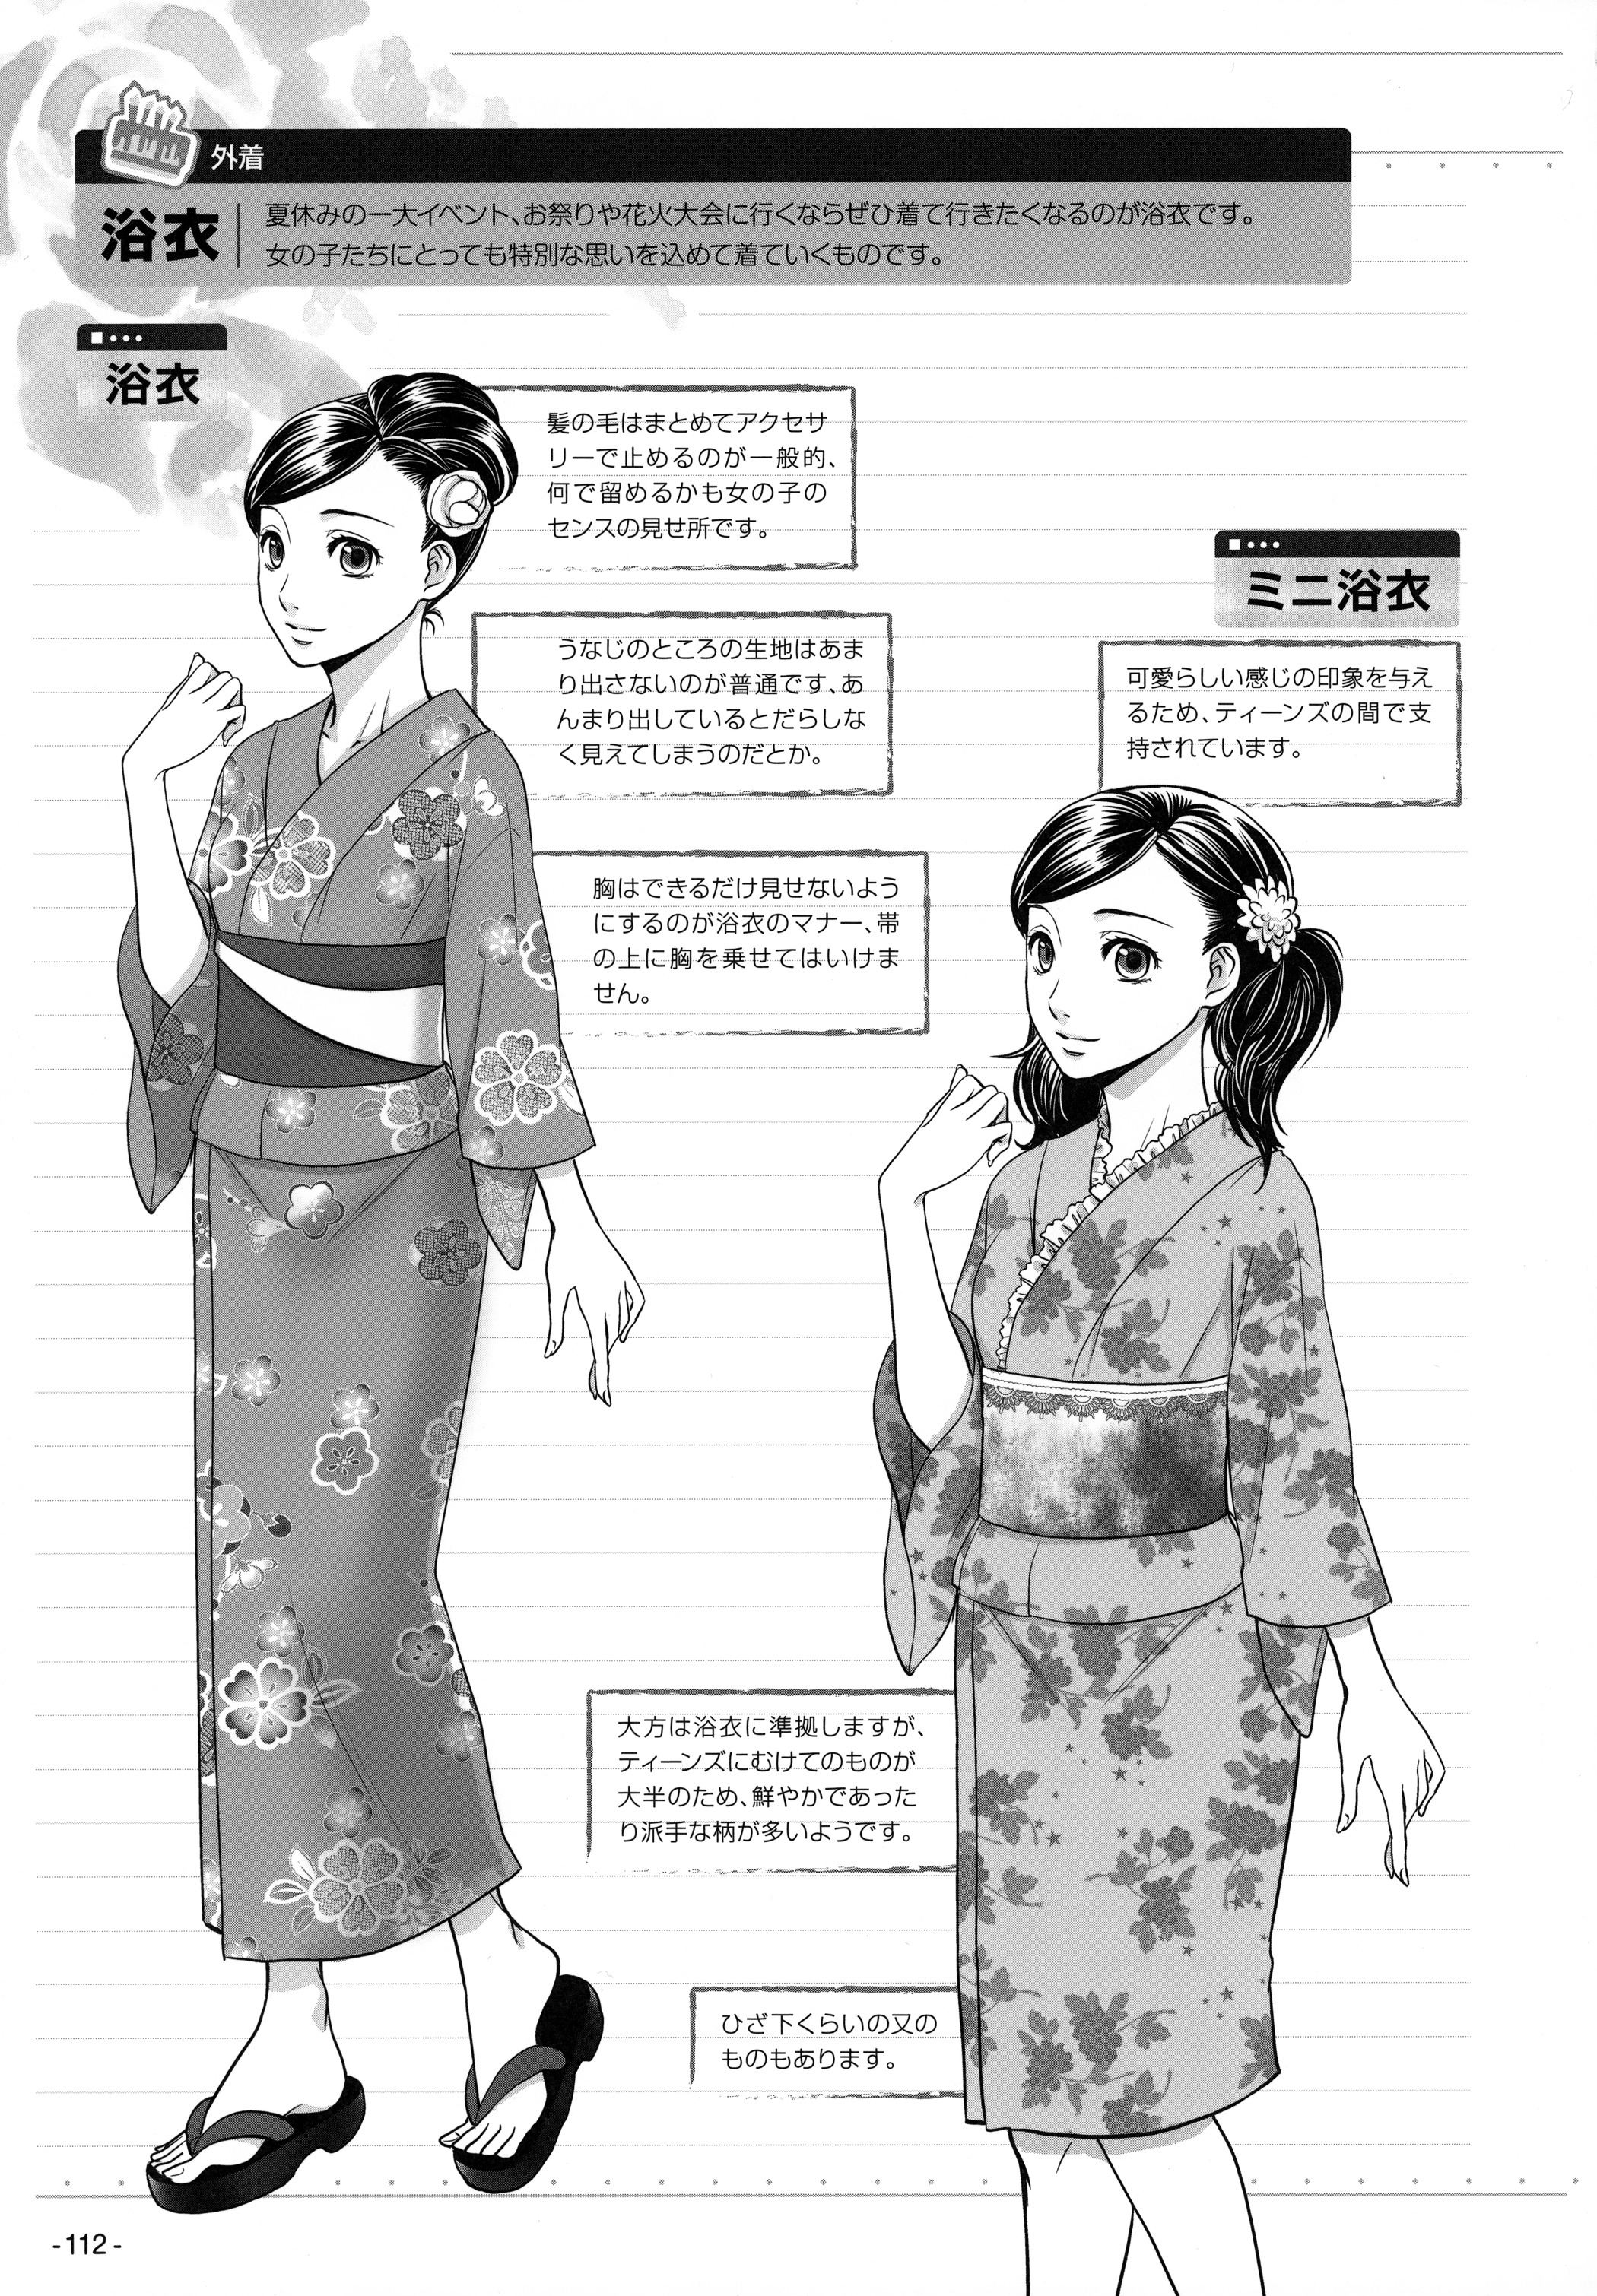 外着
浴衣
夏休みの一大イベント、お祭りや花火大会に行くならぜひ着て行きたくなるのが浴衣です。
女の子たちにとっても特別な思いを込めて着ていくものです。
浴衣
髪の毛はまとめてアクセサ
リーで止めるのが一般的、
何で留めるかも女の子の
センスの見せ所です。
うなじのところの生地はあま
り出さないのが普通です、あ
んまり出しているとだらしな
く見えてしまうのだとか。
胸はできるだけ見せないよう
にするのが浴衣のマナー、帯
の上に胸を乗せてはいけま
せん。
ミニ浴衣
可愛らしい感じの印象を与え
るため、ティーンズの間で支
持されています。
大方は浴衣に準拠しますが、
ティーンズにむけてのものが
大半のため、鮮やかであった
り派手な柄が多いようです。
ひざ下くらいの又の
ものもあります。
-112-